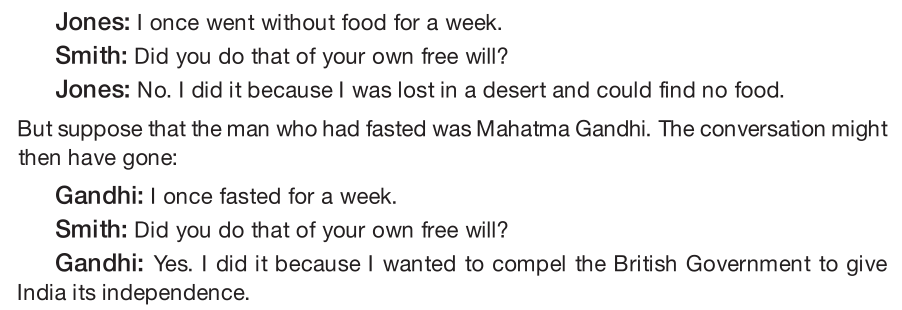 Jones: I once went without food for a week.
Smith: Did you do that of your own free will?
Jones: No. I did it because I was lost in a desert and could find no food.
But suppose that the man who had fasted was Mahatma Gandhi. The conversation might
then have gone:
Gandhi: I once fasted for a week.
Smith: Did you do that of your own free will?
Gandhi: Yes. I did it because I wanted to compel the British Government to give
India its independence.